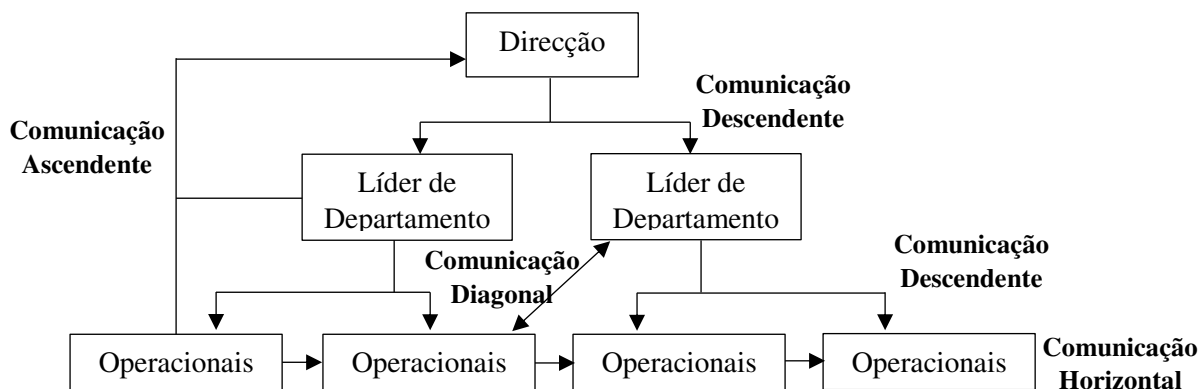 Direcção
Comunicação
Descendente
Comunicação
Ascendente
Líder de
Departamento
Líder de
Departamento
Comunicação
Diagonal
Comunicação
Descendente
Operacionais
Operacionais
Operacionais
Operacionais
Comunicação
Horizontal